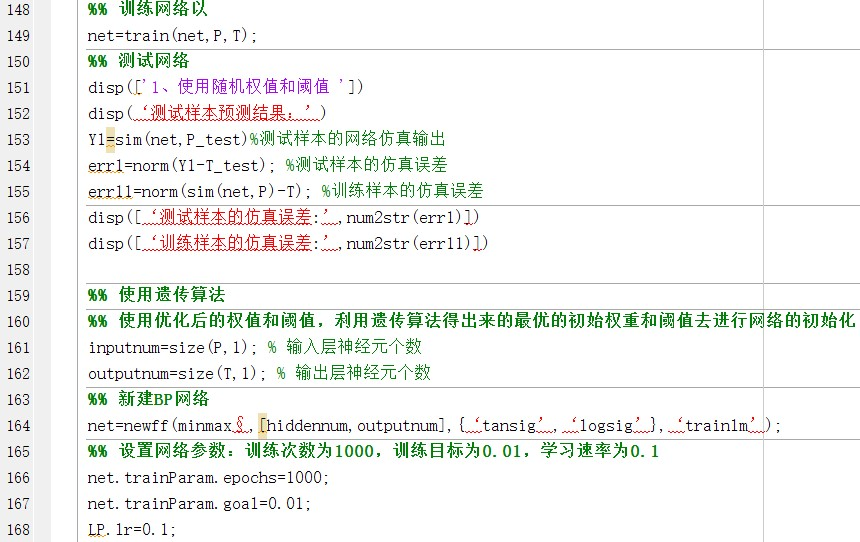 148 %% 训练网络以
149 net=train(net,P,T);
150 %% 测试网络
151 disp(['1、使用随机权值和阈值 '])
152 disp(‘测试样本预测结果：’)
153 Y1=sim(net,P_test)%测试样本的网络仿真输出
154 err1=norm(Y1-T_test); %测试样本的仿真误差
155 err11=norm(sim(net,P)-T); %训练样本的仿真误差
156 disp([‘测试样本的仿真误差:’,num2str(err1)])
157 disp([‘训练样本的仿真误差:’,num2str(err11)])
158
159 %% 使用遗传算法
160 %% 使用优化后的权值和阈值，利用遗传算法得出来的最优的初始权重和阈值去进行网络的初始化
161 inputnum=size(P,1); % 输入层神经元个数
162 outputnum=size(T,1); % 输出层神经元个数
163 %% 新建BP网络
164 net=newff(minmax§,[hiddennum,outputnum],{‘tansig’,‘logsig’},‘trainlm’);
165 %% 设置网络参数：训练次数为1000，训练目标为0.01，学习速率为0.1
166 net.trainParam.epochs=1000;
167 net.trainParam.goal=0.01;
168 LP.lr=0.1;